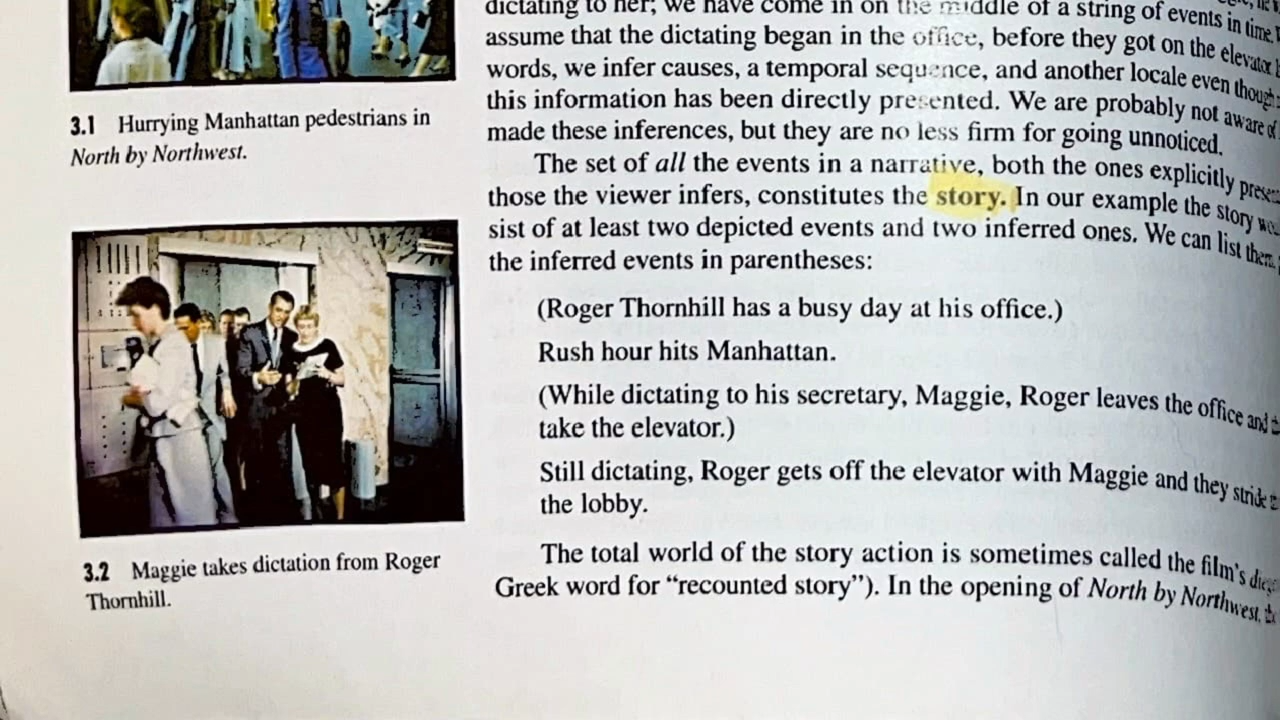 dictating to her; we have come in on the middle of a string of events in time.
assume that the dictating began in the office, before they got on the elevator
words, we infer causes, a temporal sequence, and another locale even though
this information has been directly presented. We are probably not aware of
made these inferences, but they are no less firm for going unnoticed.
The set of all the events in a narrative, both the ones explicitly
those the viewer infers, constitutes the story. In our example the story
sist of at least two depicted events and two inferred ones. We can list them,
the inferred events in parentheses:
(Roger Thornhill has a busy day at his office.)
Rush hour hits Manhattan.
(While dictating to his secretary, Maggie, Roger leaves the office and
take the elevator.)
Still dictating, Roger gets off the elevator with Maggie and they stride
the lobby.
The total world of the story action is sometimes called the film's
Greek word for “recounted story”). In the opening of North by Northwest,
3.1 Hurrying Manhattan pedestrians in
North by Northwest.
3.2 Maggie takes dictation from Roger
Thornhill.